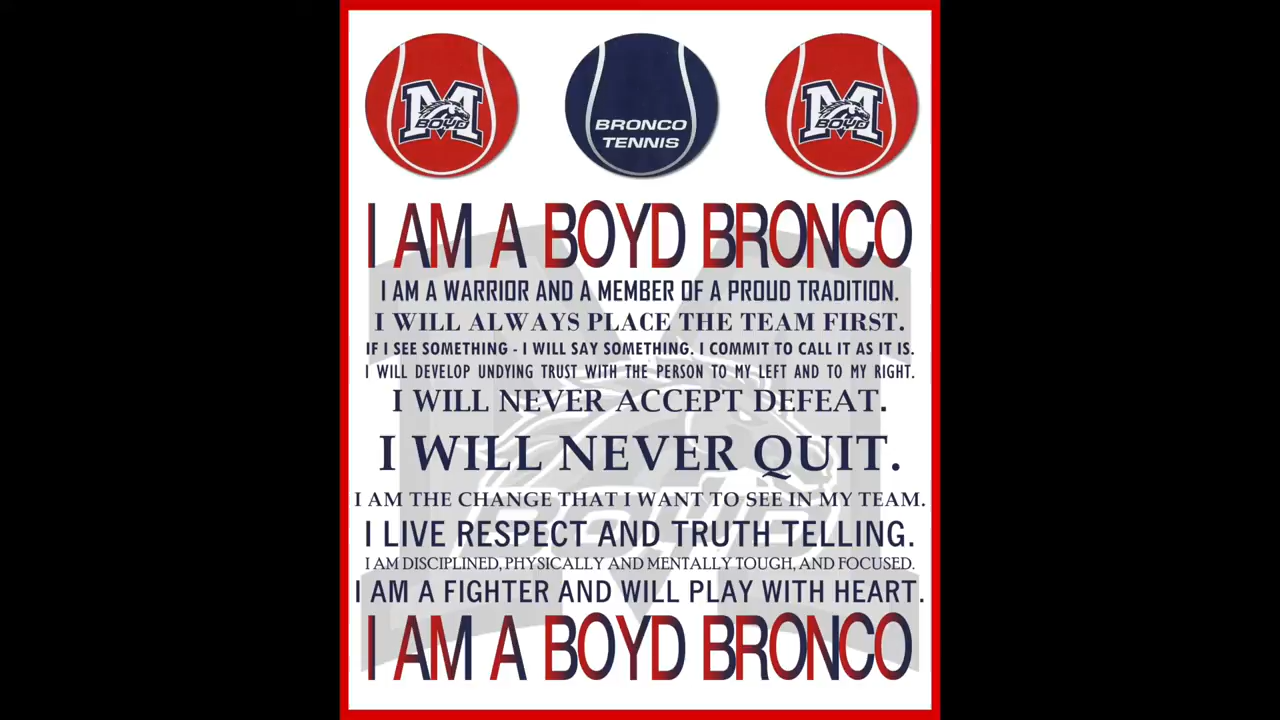 M BOYD
BRONCO TENNIS
M BOYD
I AM A BOYD BRONCO
I AM A WARRIOR AND A MEMBER OF A PROUD TRADITION.
I WILL ALWAYS PLACE THE TEAM FIRST.
IF I SEE SOMETHING - I WILL SAY SOMETHING. I COMMIT TO CALL IT AS IT IS.
I WILL DEVELOP UNDYING TRUST WITH THE PERSON TO MY LEFT AND TO MY RIGHT.
I WILL NEVER ACCEPT DEFEAT.
I WILL NEVER QUIT.
I AM THE CHANGE THAT I WANT TO SEE IN MY TEAM.
I LIVE RESPECT AND TRUTH TELLING.
I AM DISCIPLINED, PHYSICALLY AND MENTALLY TOUGH, AND FOCUSED.
I AM A FIGHTER AND WILL PLAY WITH HEART.
I AM A BOYD BRONCO
M BOYD